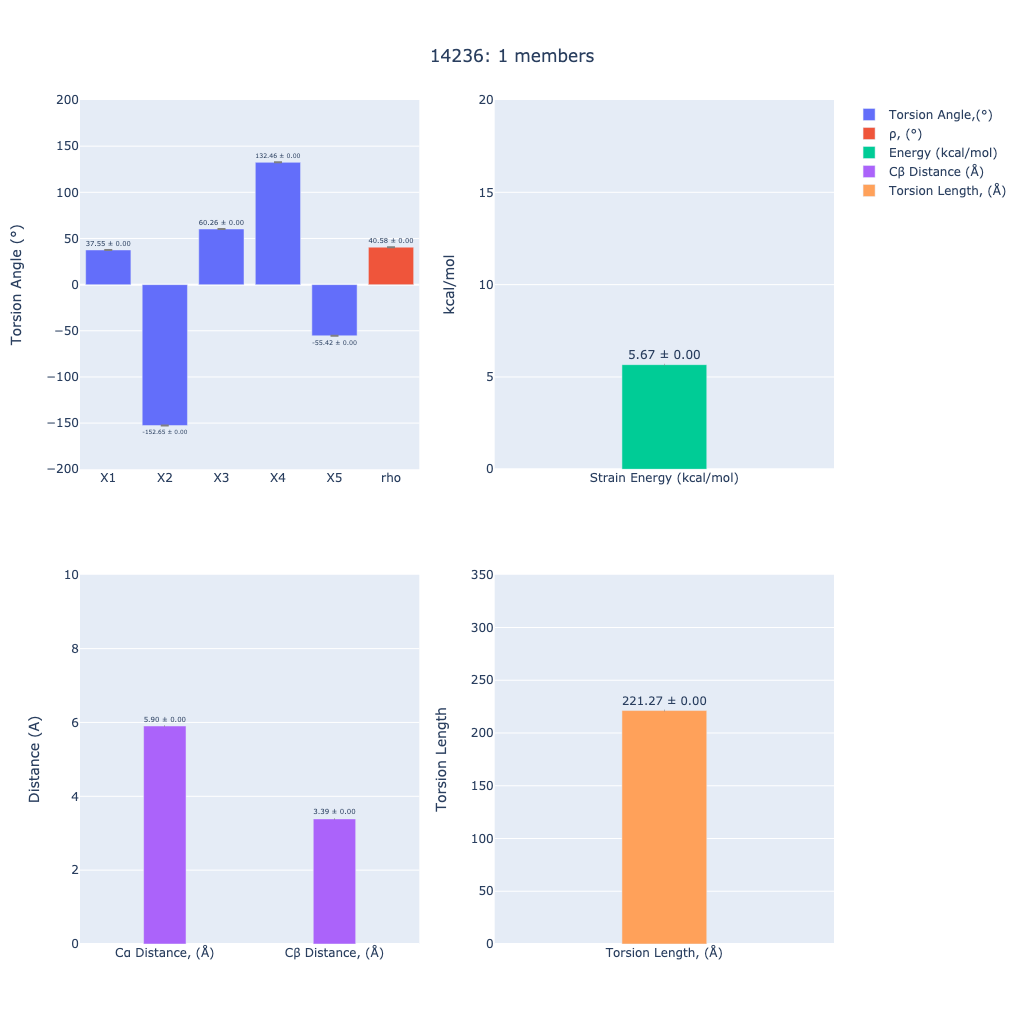 14236: 1 members
Torsion Angle (°)
200
150
100
50
0
−50
−100
−150
−200
37.55 ± 0.00
-152.65 ± 0.00
60.26 ± 0.00
132.46 ± 0.00
-55.42 ± 0.00
40.58 ± 0.00
X1 X2 X3 X4 X5 rho
kcal/mol
20
15
10
5
0
5.67 ± 0.00
Strain Energy (kcal/mol)
Torsion Angle,(°)
ρ, (°)
Energy (kcal/mol)
Cβ Distance (Å)
Torsion Length, (Å)
Distance (A)
10
8
6
4
2
0
5.90 ± 0.00
3.39 ± 0.00
Cα Distance, (Å) Cβ Distance, (Å)
Torsion Length
350
300
250
200
150
100
50
0
221.27 ± 0.00
Torsion Length, (Å)